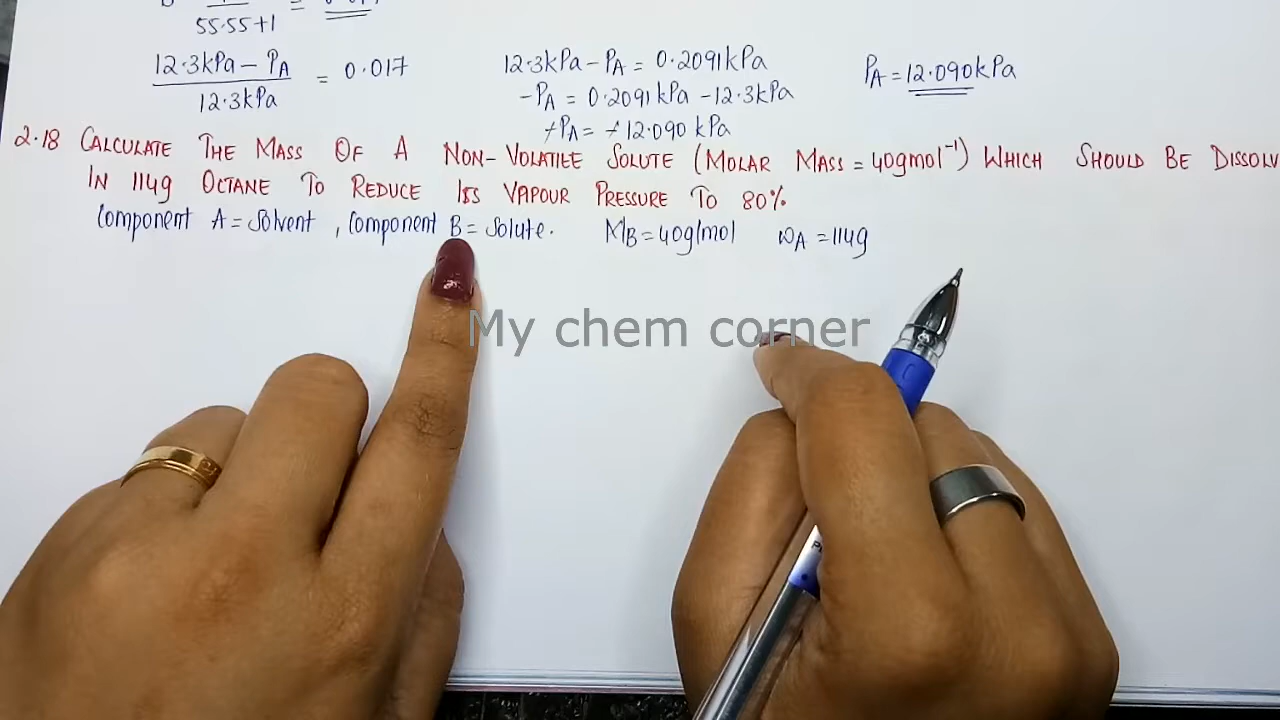 55.55+1
12.3kPa − PA / 12.3kPa = 0.017
12.3kPa − PA = 0.2091kPa
−PA = 0.2091kPa − 12.3kPa
+PA = +12.090 kPa
PA = 12.090kPa
2.18 CALCULATE THE MASS OF A NON-VOLATILE SOLUTE (MOLAR MASS = 40gmol⁻¹) WHICH SHOULD BE DISSOLV
IN 114g OCTANE TO REDUCE ITS VAPOUR PRESSURE TO 80%.
Component A = Solvent , Component B = Solute. MB = 40g/mol WA = 114g
My chem corner